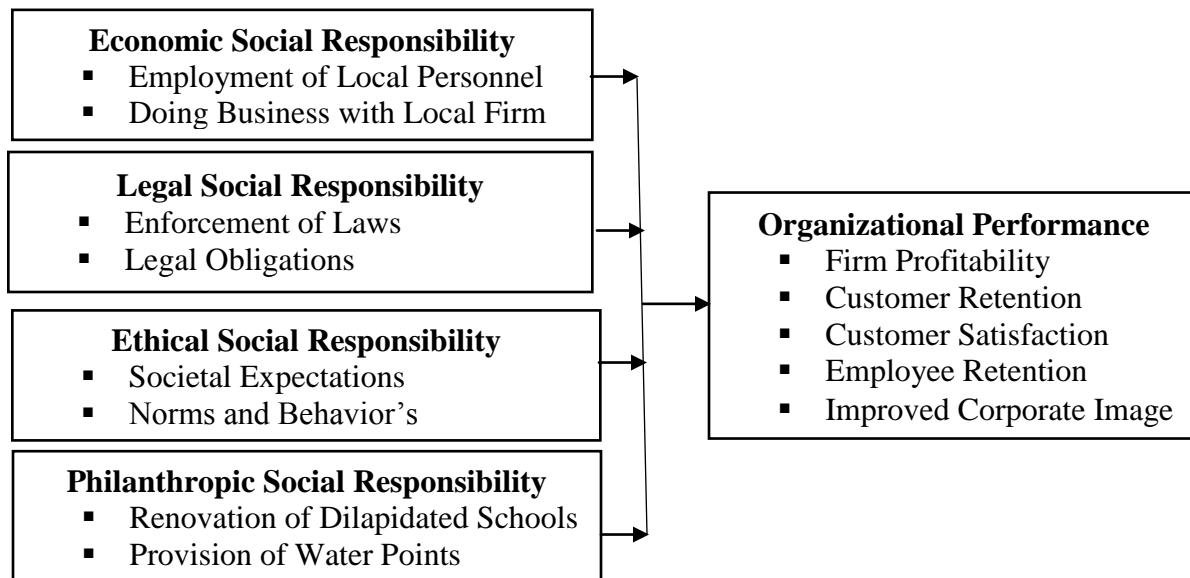 Economic Social Responsibility
▪ Employment of Local Personnel
▪ Doing Business with Local Firm
Legal Social Responsibility
▪ Enforcement of Laws
▪ Legal Obligations
Ethical Social Responsibility
▪ Societal Expectations
▪ Norms and Behavior’s
Philanthropic Social Responsibility
▪ Renovation of Dilapidated Schools
▪ Provision of Water Points
Organizational Performance
▪ Firm Profitability
▪ Customer Retention
▪ Customer Satisfaction
▪ Employee Retention
▪ Improved Corporate Image